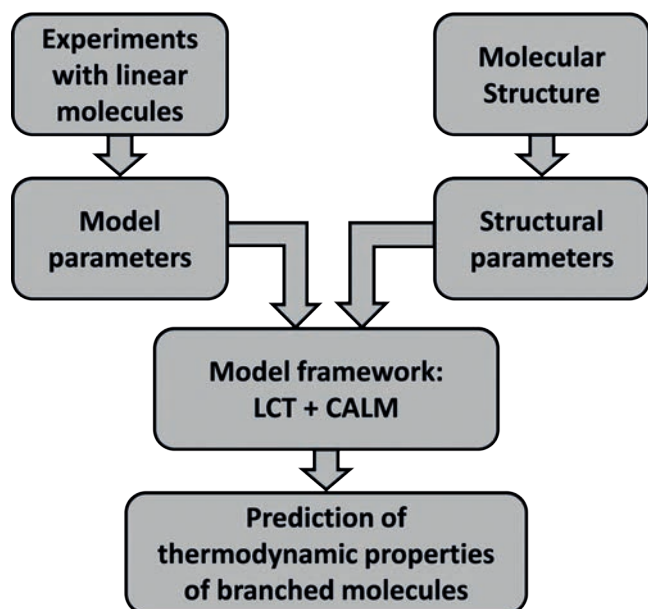 Experiments
with linear
molecules
Molecular
Structure
Model
parameters
Structural
parameters
Model framework:
LCT + CALM
Prediction of
thermodynamic properties
of branched molecules